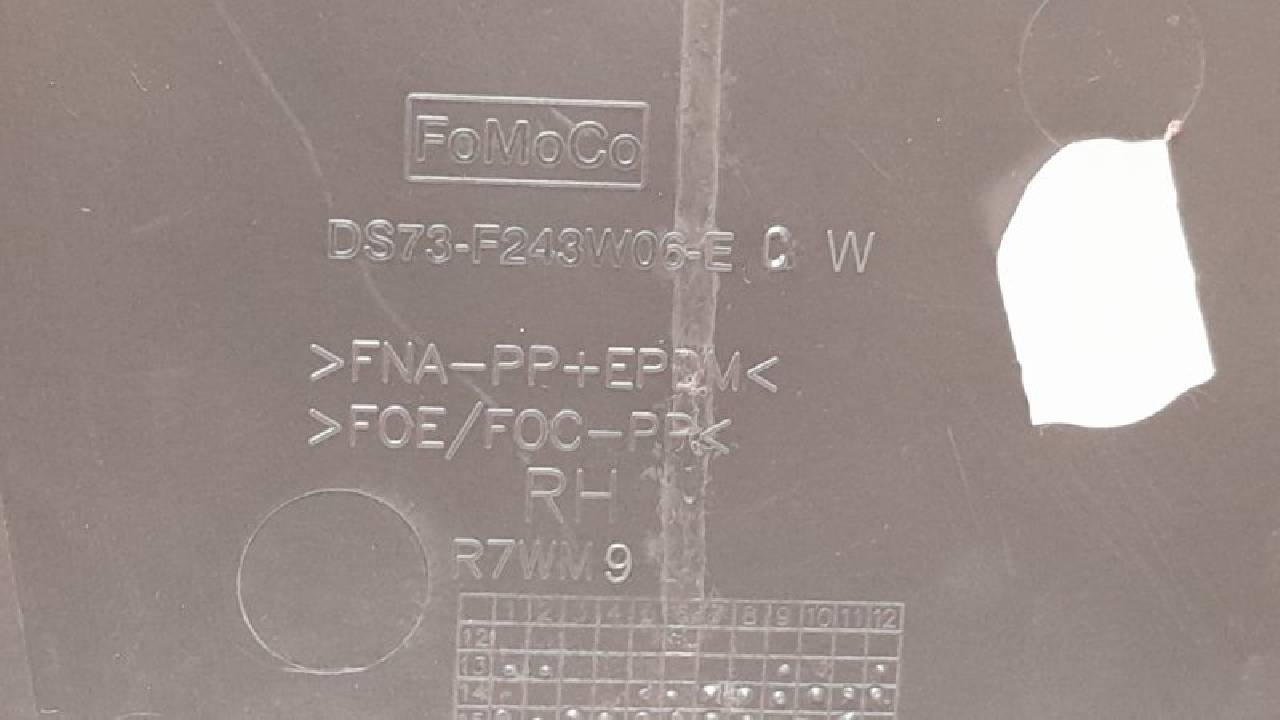 FoMoCo
DS73-F243W06-E C W
>FNA-PP+EPDM<
>FOE/FOC-PP<
RH
R7WM 9
1 2 3 4 5 6 7 8 9 10 11 12
12
13
14
15